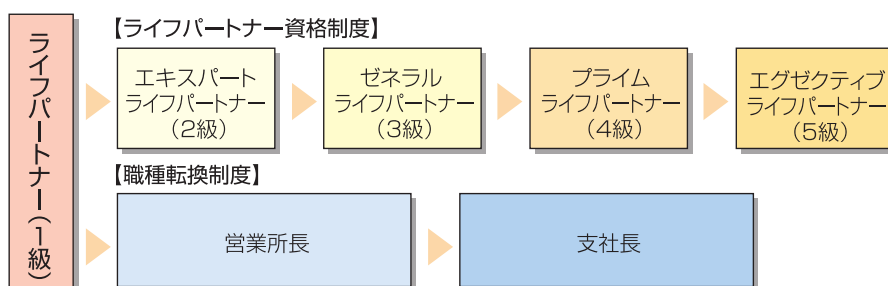 ライフパートナー(1級)
【ライフパートナー資格制度】
エキスパート
ライフパートナー
(2級)
ゼネラル
ライフパートナー
(3級)
プライム
ライフパートナー
(4級)
エグゼクティブ
ライフパートナー
(5級)
【職種転換制度】
営業所長
支社長